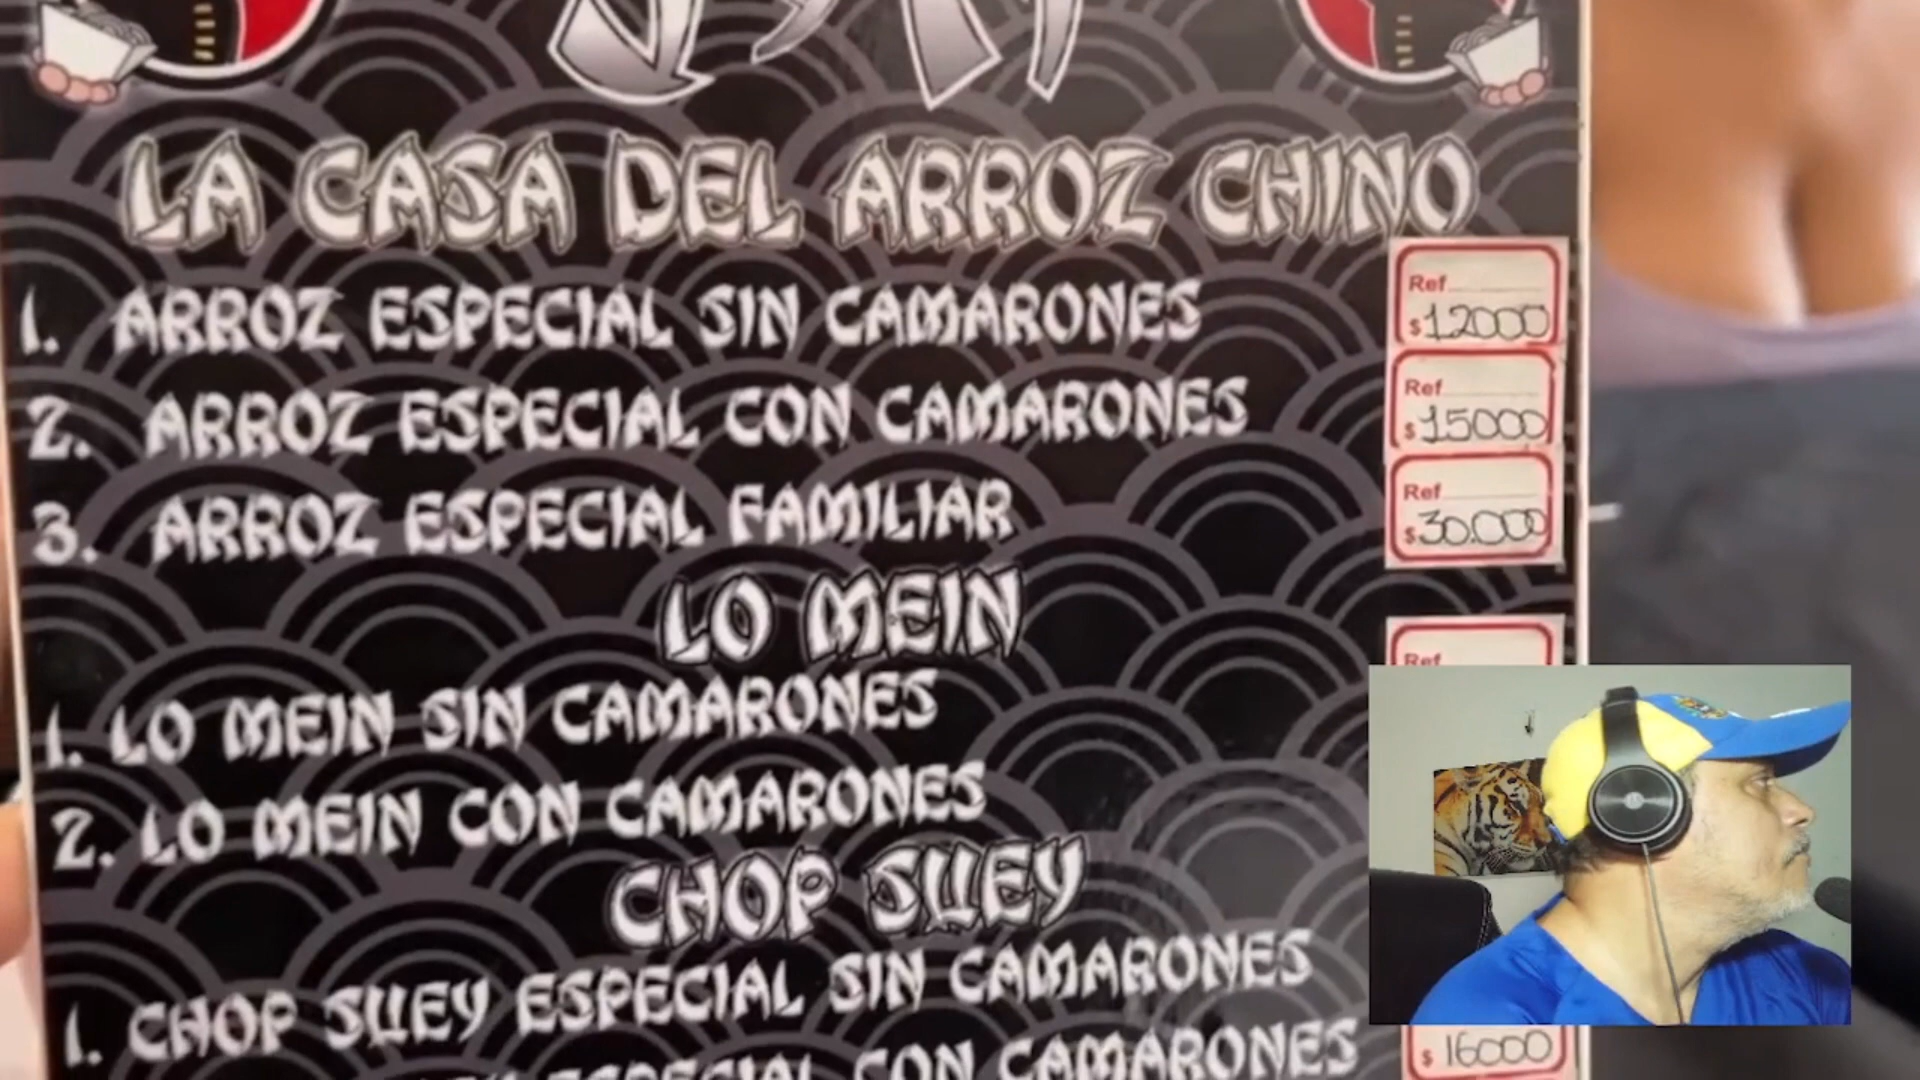 LA CASA DEL ARROZ CHINO
1. ARROZ ESPECIAL SIN CAMARONES
Ref
$12000
2. ARROZ ESPECIAL CON CAMARONES
Ref
$15000
3. ARROZ ESPECIAL FAMILIAR
Ref
$30.000
LO MEIN
Ref
1. LO MEIN SIN CAMARONES
2. LO MEIN CON CAMARONES
CHOP SUEY
1. CHOP SUEY ESPECIAL SIN CAMARONES
ESPECIAL CON CAMARONES
$ 16000